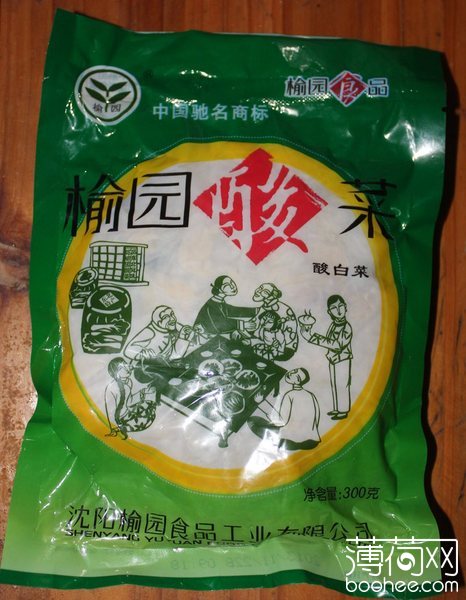 榆园
®
榆园食品
中国驰名商标
榆园酸菜
酸白菜
净含量:300克
沈阳榆园食品工业有限公司
SHENYANG YUYUAN
薄荷网
boohee.com